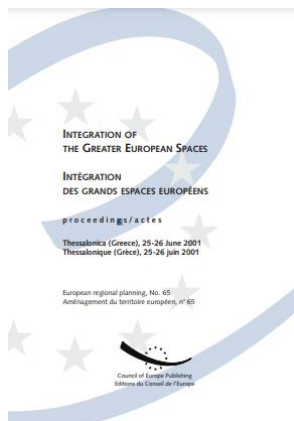 INTEGRATION OF
THE GREATER EUROPEAN SPACES
INTÉGRATION
DES GRANDS ESPACES EUROPÉENS
proceedings/actes
Thessalonica (Greece), 25-26 June 2001
Thessalonique (Grèce), 25-26 juin 2001
European regional planning, No. 65
Aménagement du territoire européen, n° 65
Council of Europe Publishing
Editions du Conseil de l'Europe